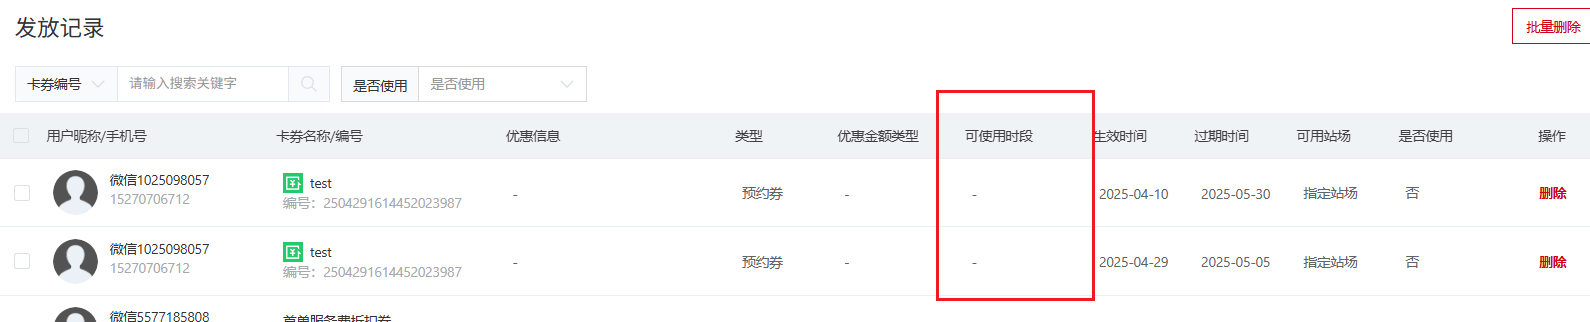 发放记录
批量删除
卡券编号 请输入搜索关键字 是否使用 是否使用
用户昵称/手机号 卡券名称/编号 优惠信息 类型 优惠金额类型 可使用时段 生效时间 过期时间 可用站场 是否使用 操作
微信1025098057 test
15270706712 编号：2504291614452023987 - 预约券 - - 2025-04-10 2025-05-30 指定站场 否 删除
微信1025098057 test
15270706712 编号：2504291614452023987 - 预约券 - - 2025-04-29 2025-05-05 指定站场 否 删除
微信5577185808 首单服务费折扣券